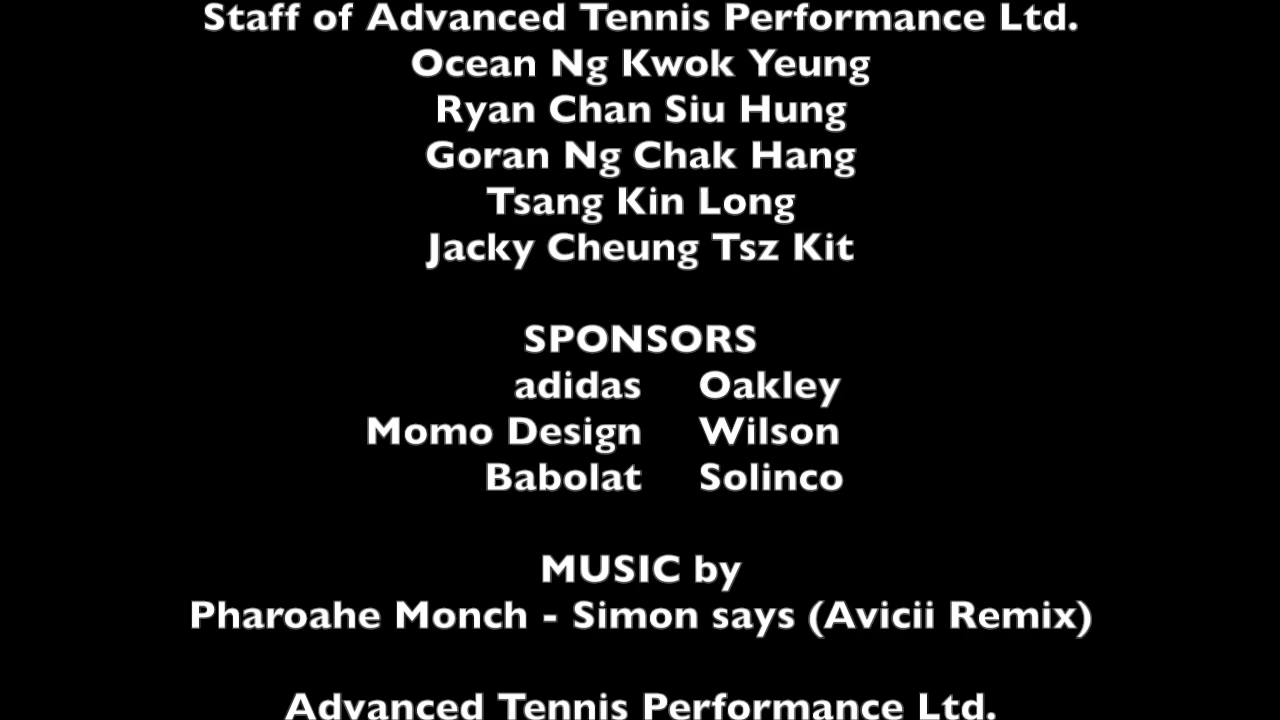 Staff of Advanced Tennis Performance Ltd.
Ocean Ng Kwok Yeung
Ryan Chan Siu Hung
Goran Ng Chak Hang
Tsang Kin Long
Jacky Cheung Tsz Kit
SPONSORS
adidas Oakley
Momo Design Wilson
Babolat Solinco
MUSIC by
Pharoahe Monch - Simon says (Avicii Remix)
Advanced Tennis Performance Ltd.